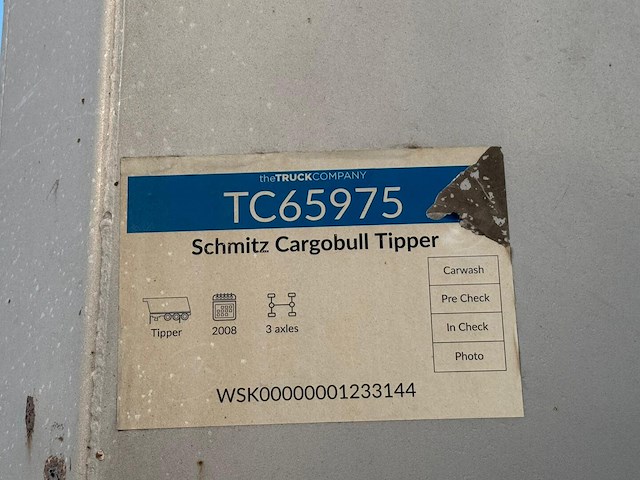 theTRUCKCOMPANY
TC65975
Schmitz Cargobull Tipper
Carwash
Pre Check
In Check
Photo
Tipper
2008
3 axles
WSK00000001233144